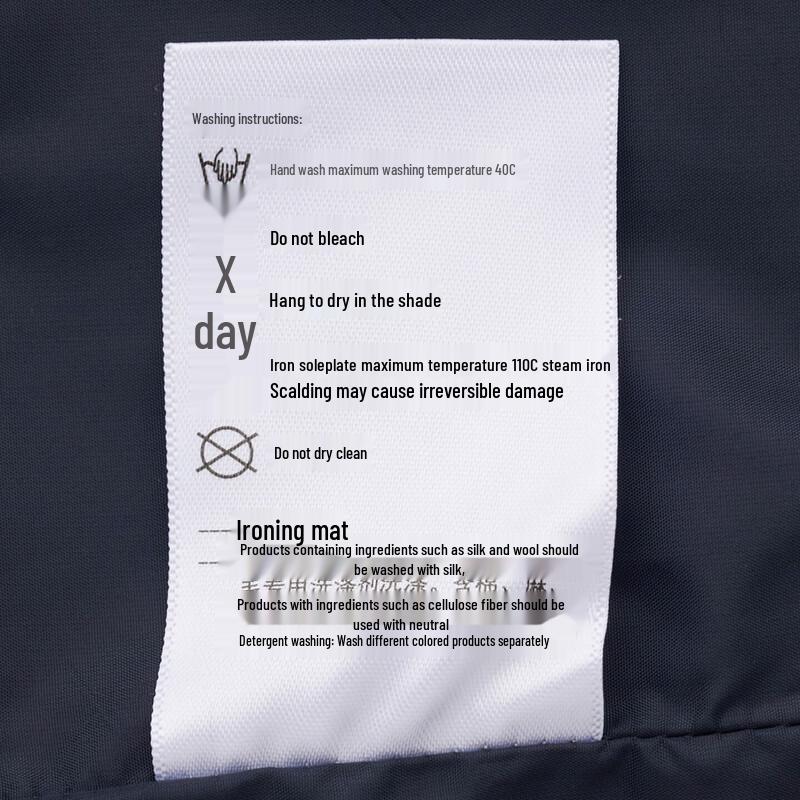 Washing instructions:
Hand wash maximum washing temperature 40C
Do not bleach
X
Hang to dry in the shade
day
Iron soleplate maximum temperature 110C steam iron
Scalding may cause irreversible damage
Do not dry clean
Ironing mat
Products containing ingredients such as silk and wool should
be washed with silk,
Products with ingredients such as cellulose fiber should be
used with neutral
Detergent washing: Wash different colored products separately